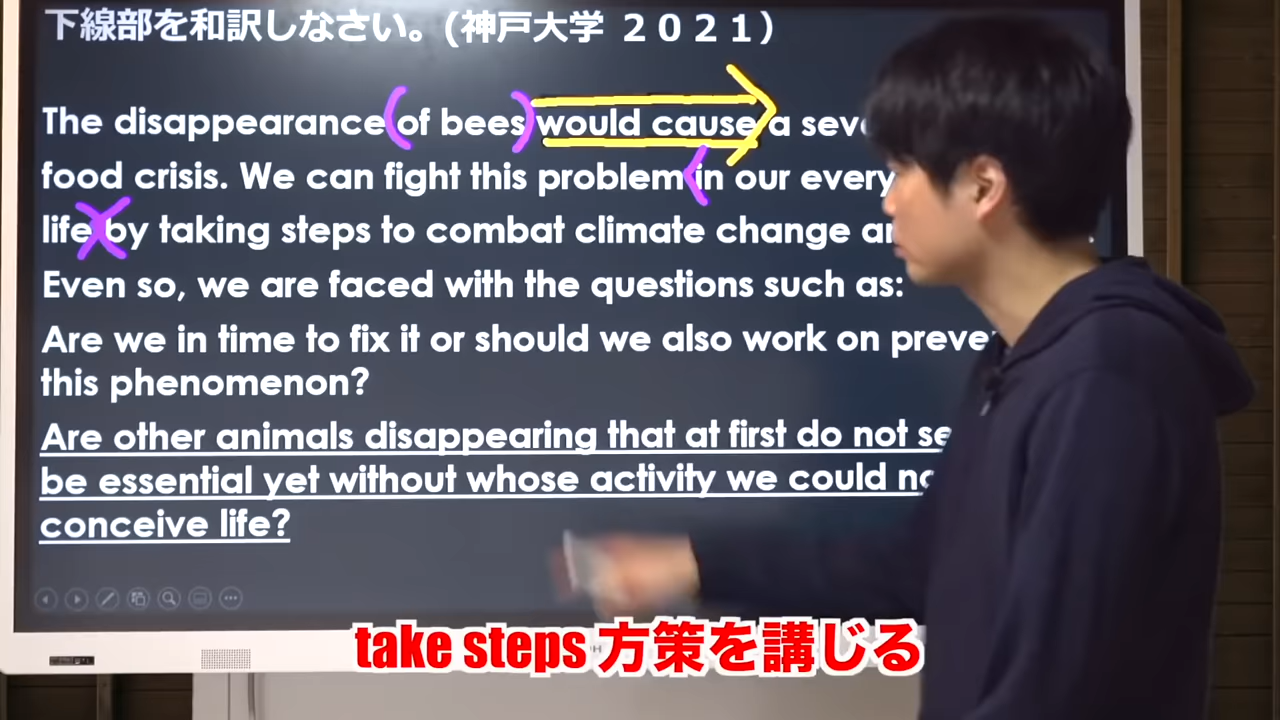 下線部を和訳しなさい。(神戸大学 2021)
The disappearance of bees would cause a
food crisis. We can fight this problem in our
life by taking steps to combat climate change
Even so, we are faced with the questions such as:
Are we in time to fix it or should we also work on
this phenomenon?
Are other animals disappearing that at first do not
be essential yet without whose activity we could
conceive life?
take steps 方策を講じる